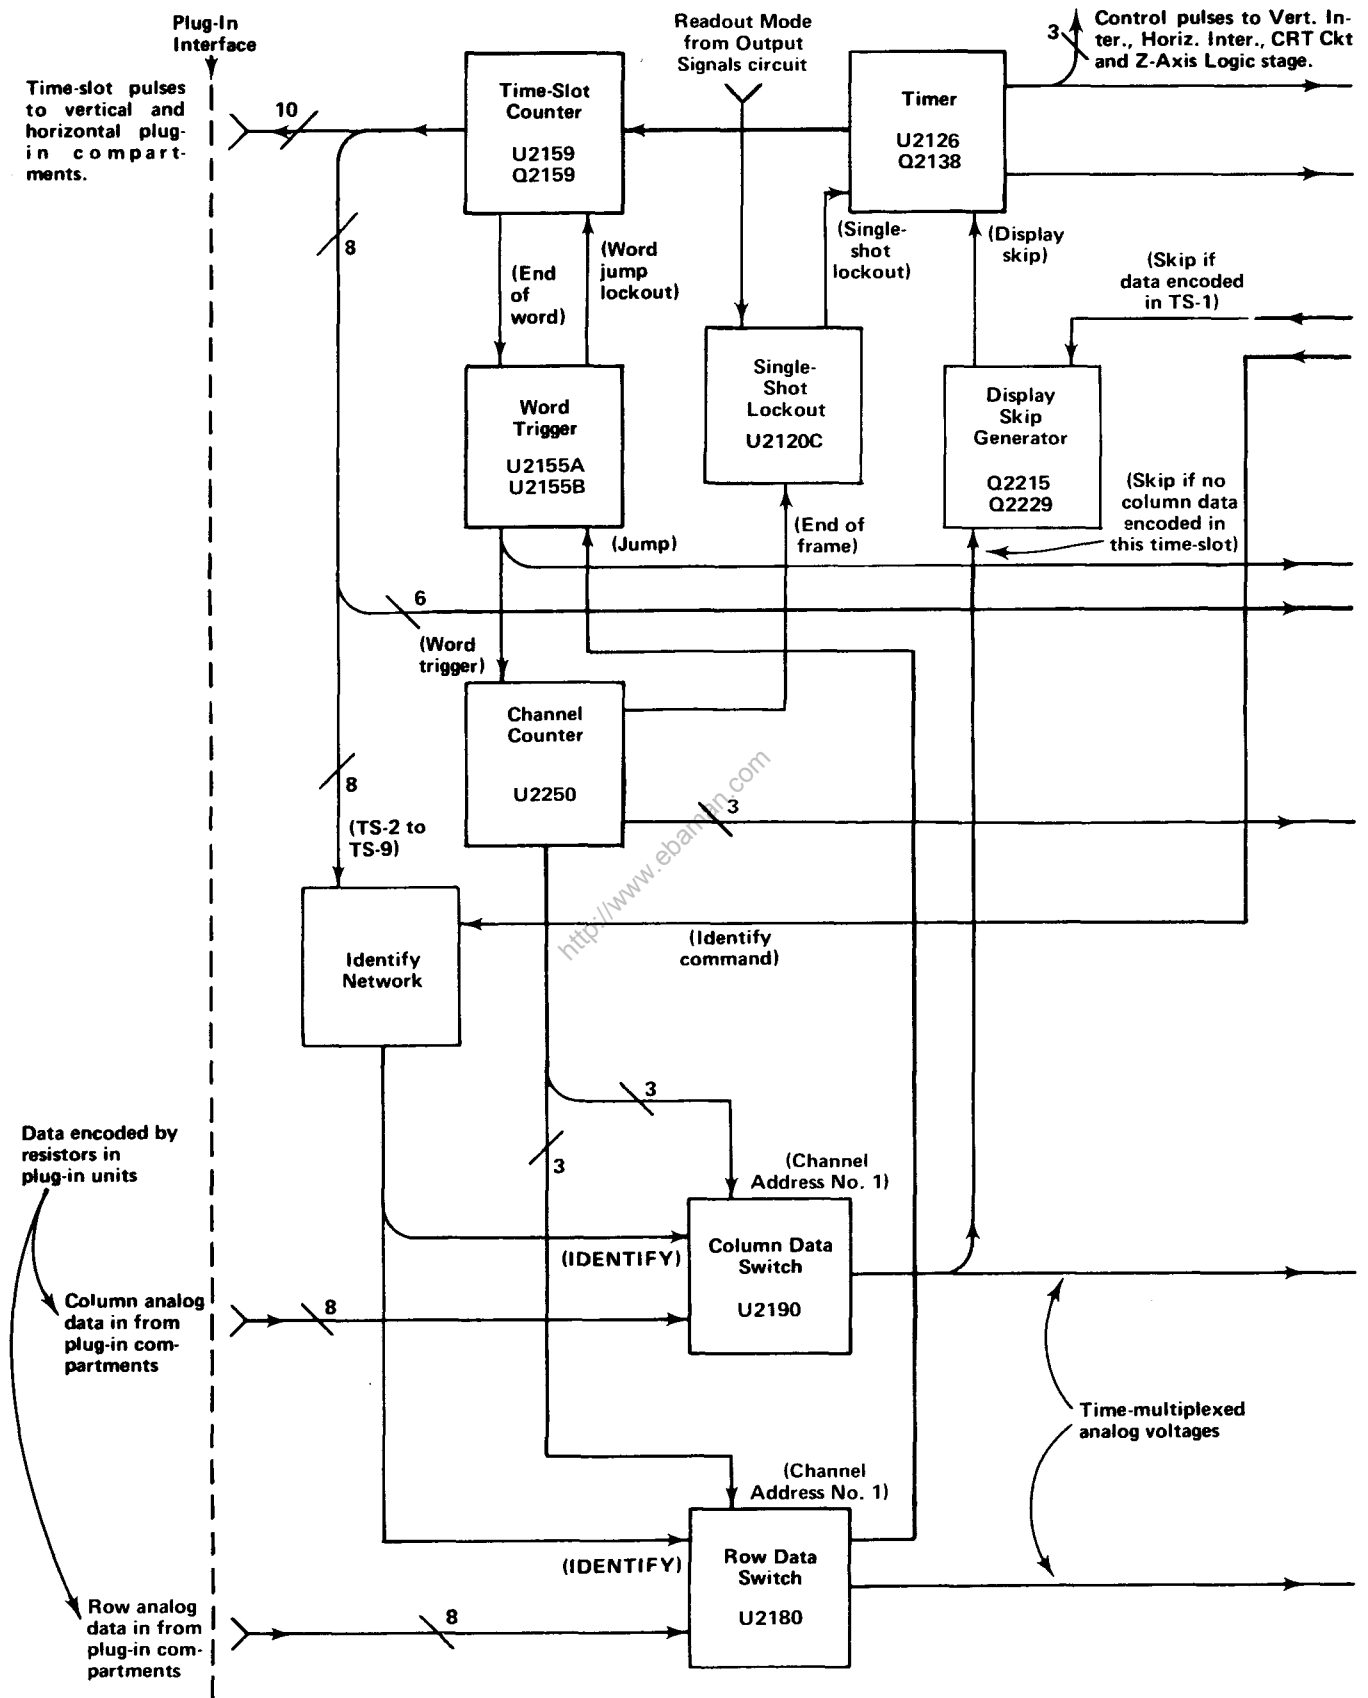 Plug-In
Interface
Time-slot pulses
to vertical and
horizontal plug-
in compart-
ments.
10
Time-Slot
Counter
U2159
Q2159
Readout Mode
from Output
Signals circuit
Timer
U2126
Q2138
3
Control pulses to Vert. In-
ter., Horiz. Inter., CRT Ckt
and Z-Axis Logic stage.
8
(End
of
word)
(Word
jump
lockout)
(Single-
shot
lockout)
(Display
skip)
(Skip if
data encoded
in TS-1)
Word
Trigger
U2155A
U2155B
Single-
Shot
Lockout
U2120C
Display
Skip
Generator
Q2215
Q2229
(Skip if no
column data
encoded in
this time-slot)
(Jump)
(End of
frame)
6
(Word
trigger)
Channel
Counter
U2250
8
(TS-2 to
TS-9)
3
http://www.ebaman.com
Identify
Network
(Identify
command)
3
3
Data encoded by
resistors in
plug-in units
(Channel
Address No. 1)
(IDENTIFY)
Column Data
Switch
U2190
Column analog
data in from
plug-in com-
partments
8
Time-multiplexed
analog voltages
(Channel
Address No. 1)
(IDENTIFY)
Row Data
Switch
U2180
Row analog
data in from
plug-in com-
partments
8